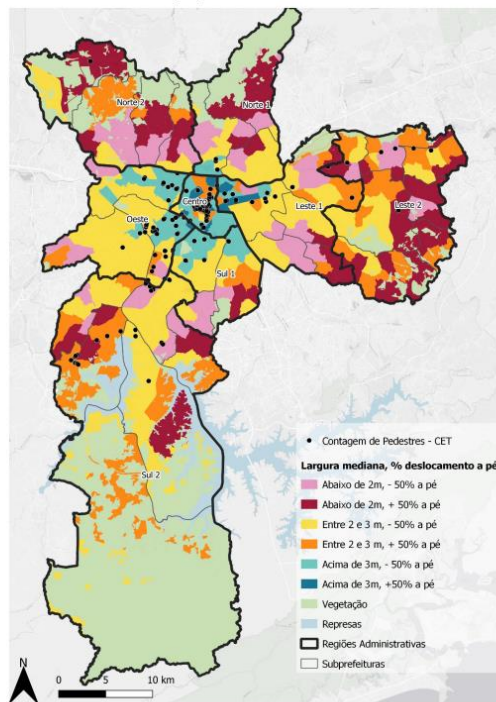 Norte 2
Norte 1
Centro
Oeste
Leste 1
Leste 2
Sul 1
Sul 2
Contagem de Pedestres - CET
Largura mediana, % deslocamento a pé
Abaixo de 2m, - 50% a pé
Abaixo de 2m, + 50% a pé
Entre 2 e 3 m, - 50% a pé
Entre 2 e 3 m, + 50% a pé
Acima de 3m, - 50% a pé
Acima de 3m, +50% a pé
Vegetação
Represas
Regiões Administrativas
Subprefeituras
N
0 5 10 km